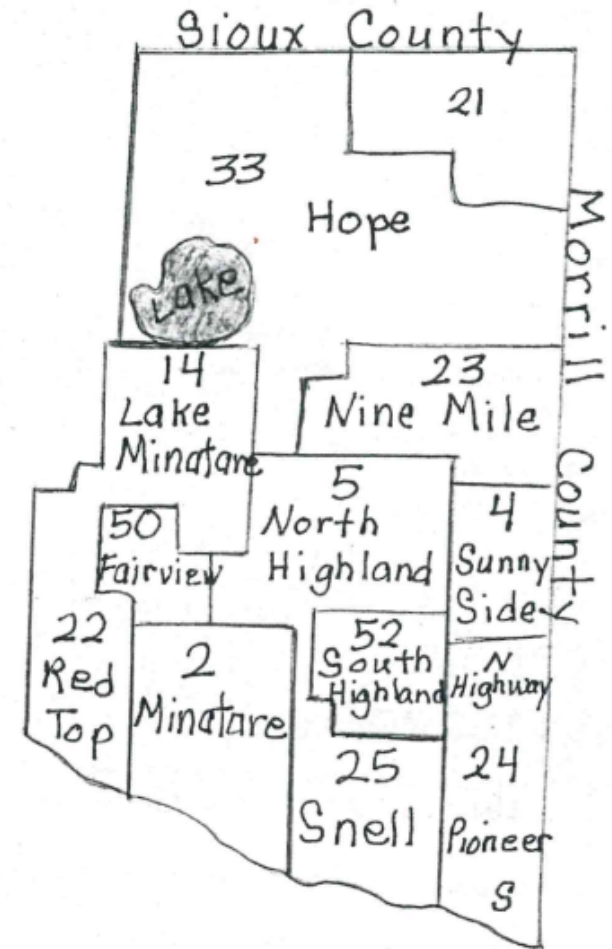 Sioux County
21
33
Hope
Morrill County
Lake
14
Lake
Minatare
23
Nine Mile
5
North
Highland
4
Sunny
Side
50
Fairview
22
Red
Top
2
Minatare
52
South
Highland
N
Highway
25
Snell
24
Pioneer
S